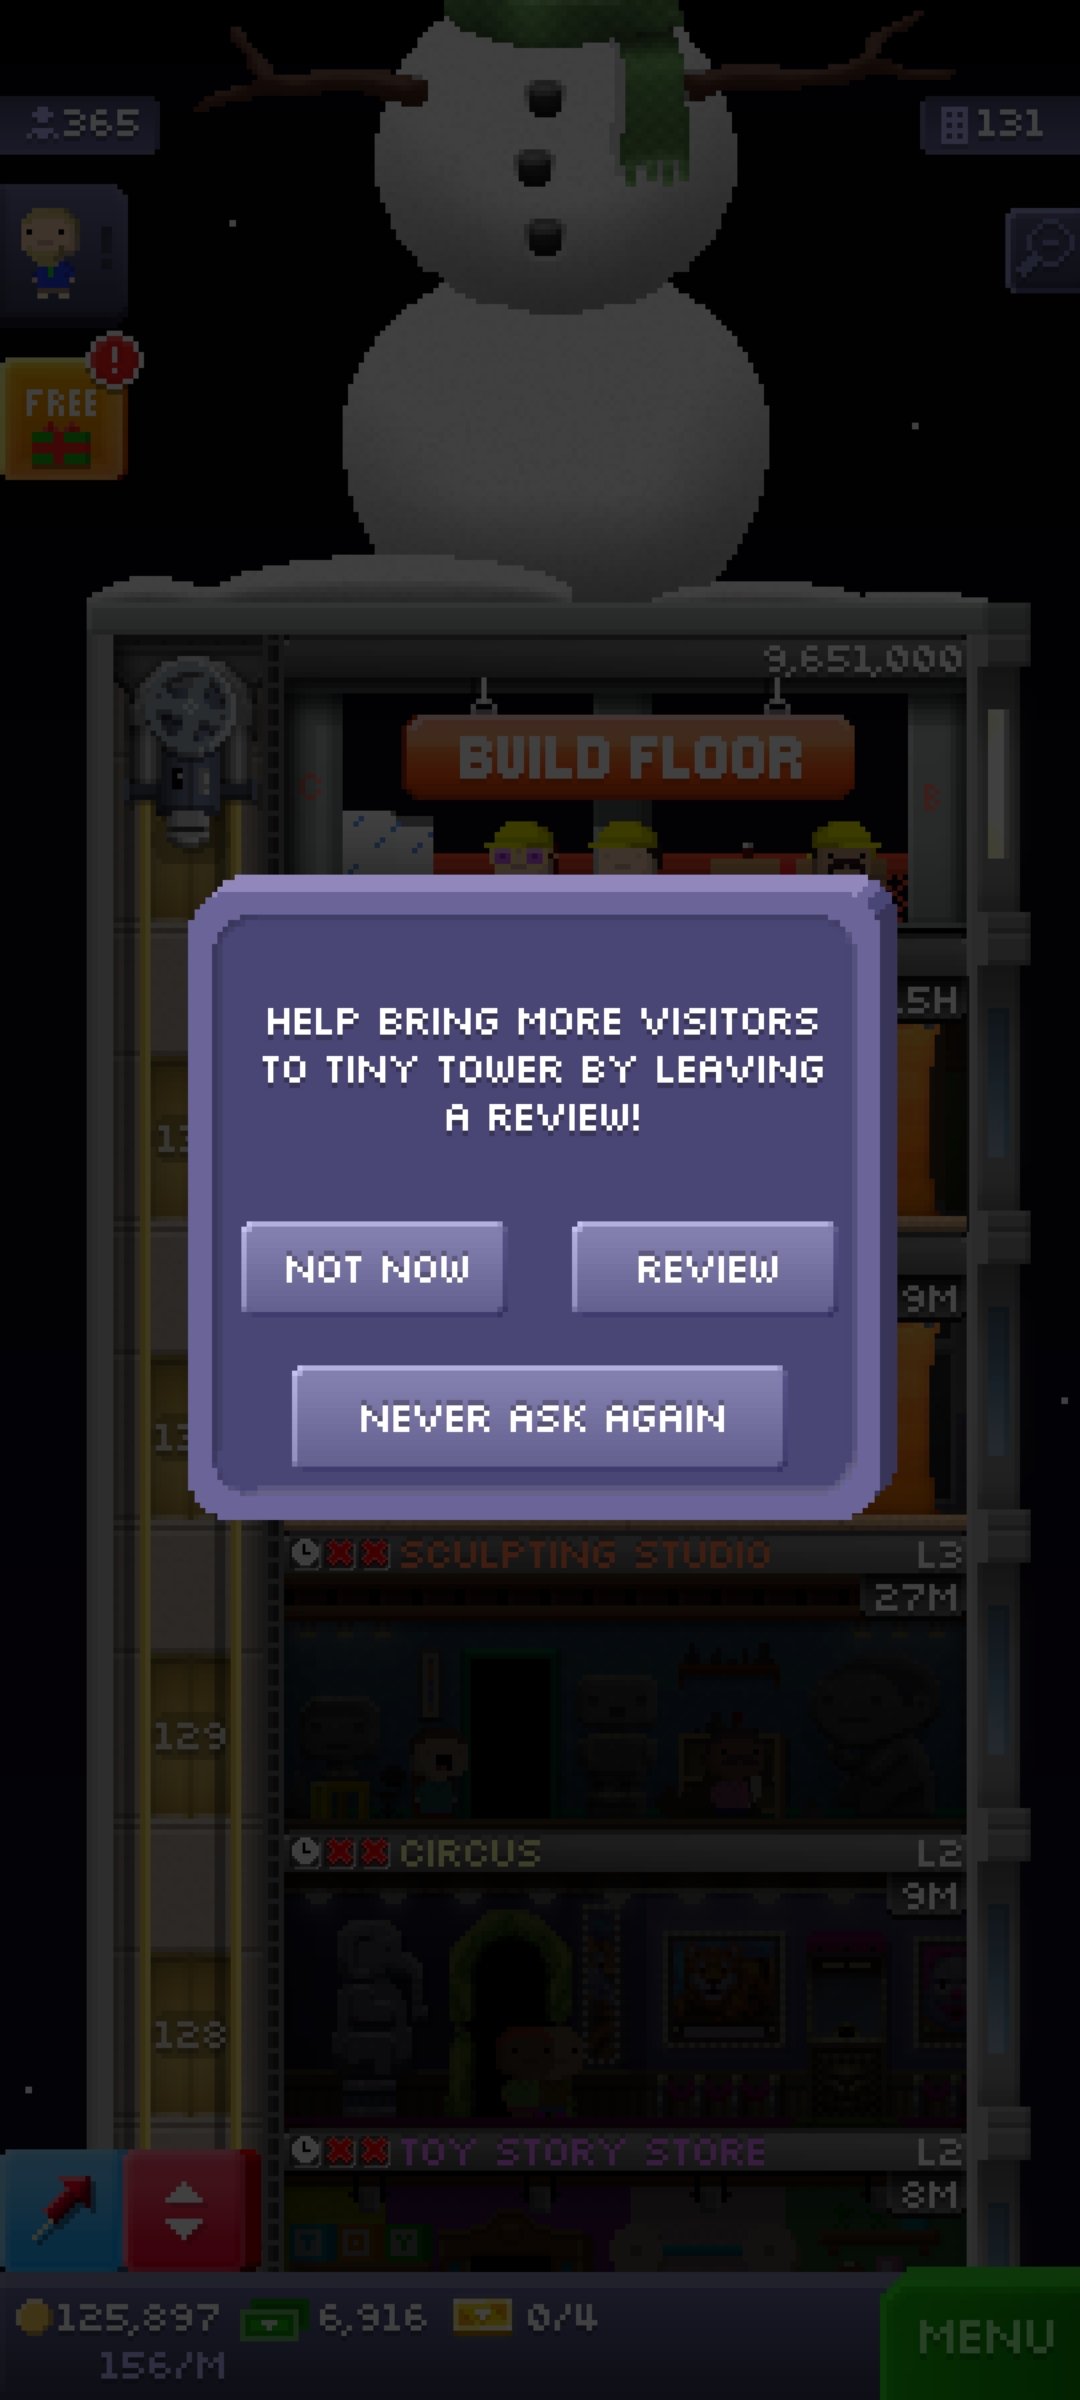 365
131
FREE
!
9,651,000
BUILD FLOOR
C
B
.5H
HELP BRING MORE VISITORS
TO TINY TOWER BY LEAVING
A REVIEW!
NOT NOW
REVIEW
9M
NEVER ASK AGAIN
SCULPTING STUDIO
L3
27M
129
CIRCUS
L2
9M
128
TOY STORY STORE
L2
8M
T O Y
125,897
6,916
0/4
156/M
MENU